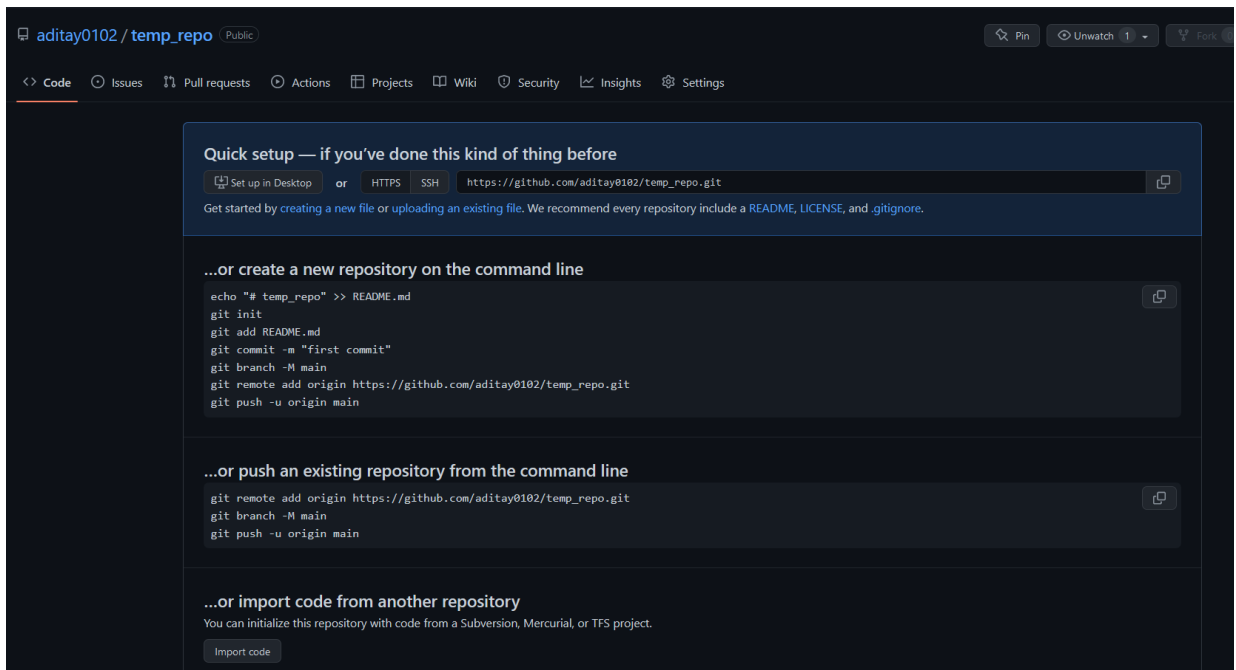 aditay0102 / temp_repo Public
Pin Unwatch 1 Fork
Code Issues Pull requests Actions Projects Wiki Security Insights Settings
Quick setup — if you've done this kind of thing before
Set up in Desktop or HTTPS SSH https://github.com/aditay0102/temp_repo.git
Get started by creating a new file or uploading an existing file. We recommend every repository include a README, LICENSE, and .gitignore.
...or create a new repository on the command line
echo "# temp_repo" >> README.md
git init
git add README.md
git commit -m "first commit"
git branch -M main
git remote add origin https://github.com/aditay0102/temp_repo.git
git push -u origin main
...or push an existing repository from the command line
git remote add origin https://github.com/aditay0102/temp_repo.git
git branch -M main
git push -u origin main
...or import code from another repository
You can initialize this repository with code from a Subversion, Mercurial, or TFS project.
Import code